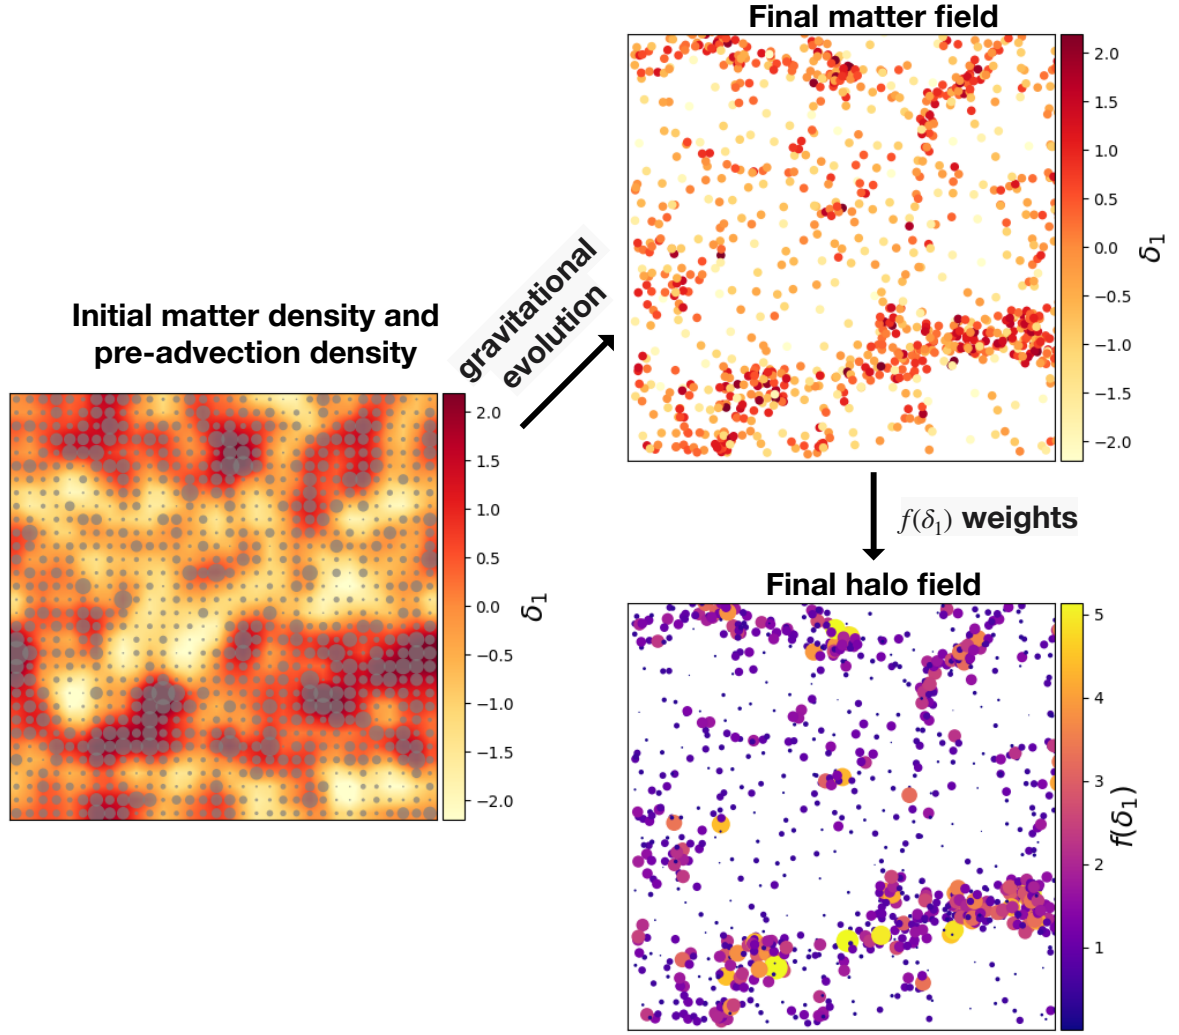 Final matter field
2.0
1.5
1.0
0.5
0.0
−0.5
−1.0
−1.5
−2.0
δ₁
gravitational
evolution
Initial matter density and
pre-advection density
2.0
1.5
1.0
0.5
0.0
−0.5
−1.0
−1.5
−2.0
δ₁
f(δ₁) weights
Final halo field
5
4
3
2
1
f(δ₁)